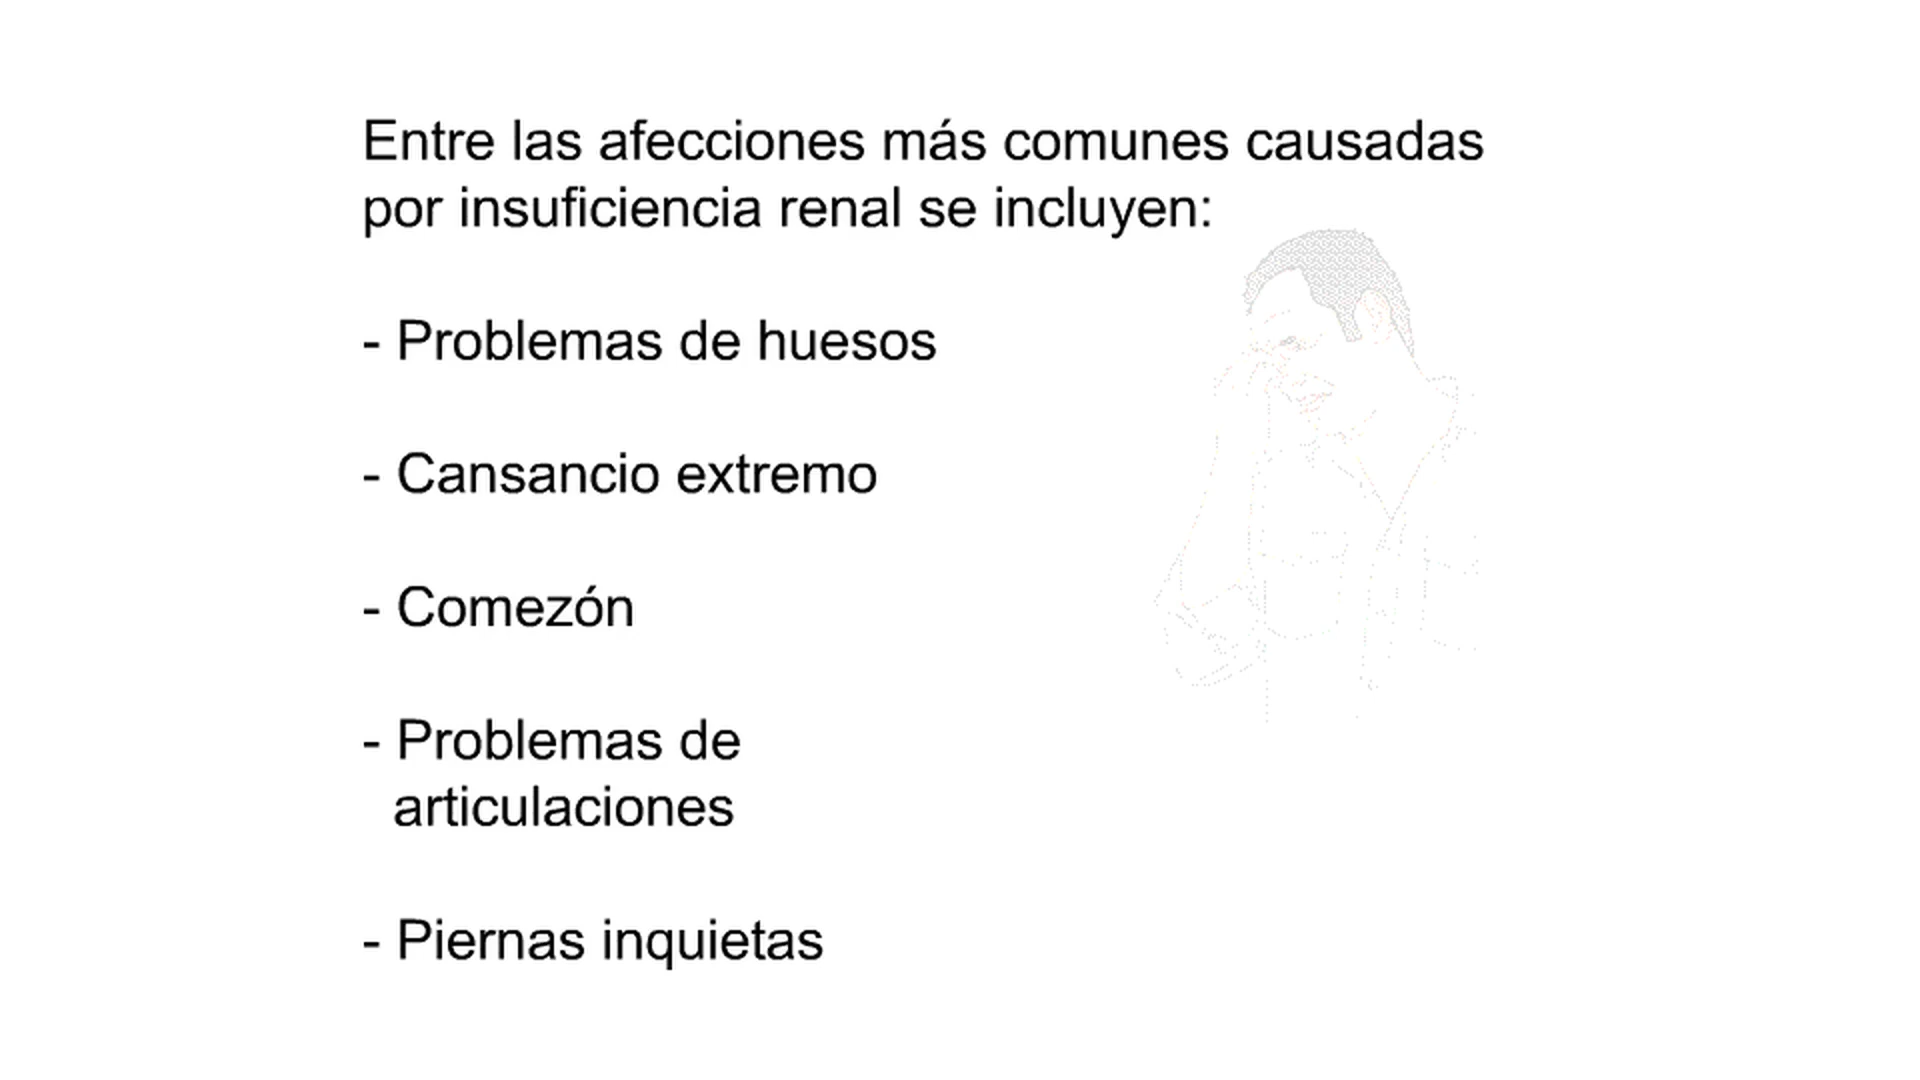 Entre las afecciones más comunes causadas
por insuficiencia renal se incluyen:
- Problemas de huesos
- Cansancio extremo
- Comezón
- Problemas de
articulaciones
- Piernas inquietas